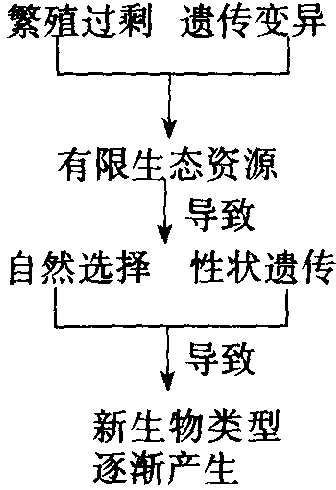 繁殖过剩 遗传变异
有限生态资源
导致
自然选择 性状遗传
导致
新生物类型
逐渐产生